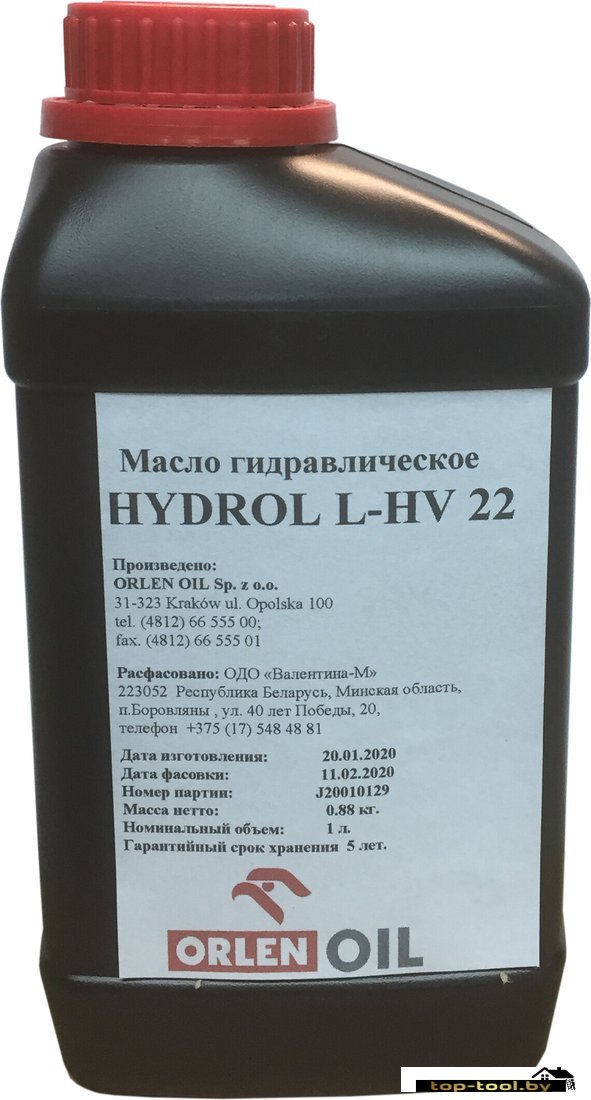 Масло гидравлическое
HYDROL L-HV 22
Произведено:
ORLEN OIL Sp. z o.o.
31-323 Kraków ul. Opolska 100
tel. (4812) 66 555 00;
fax. (4812) 66 555 01
Расфасовано: ОДО «Валентина-М»
223052 Республика Беларусь, Минская область,
п.Боровляны , ул. 40 лет Победы, 20,
телефон +375 (17) 548 48 81
Дата изготовления: 20.01.2020
Дата фасовки: 11.02.2020
Номер партии: J20010129
Масса нетто: 0.88 кг.
Номинальный объем: 1 л.
Гарантийный срок хранения 5 лет.
ORLEN OIL
top-tool.by